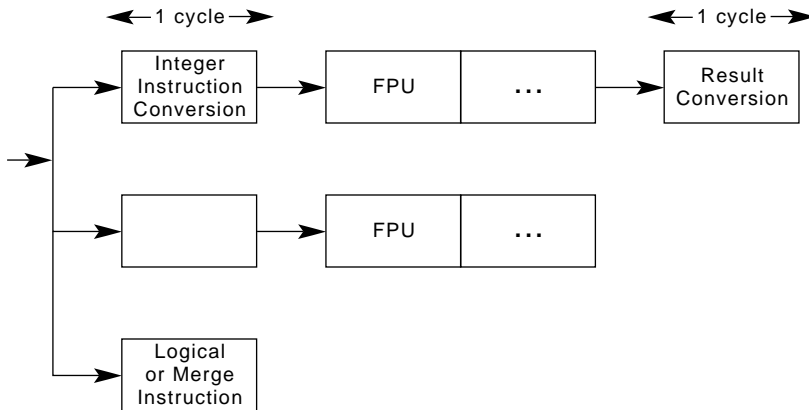 1 cycle
1 cycle
Integer
Instruction
Conversion
FPU
...
Result
Conversion
FPU
...
Logical
or Merge
Instruction